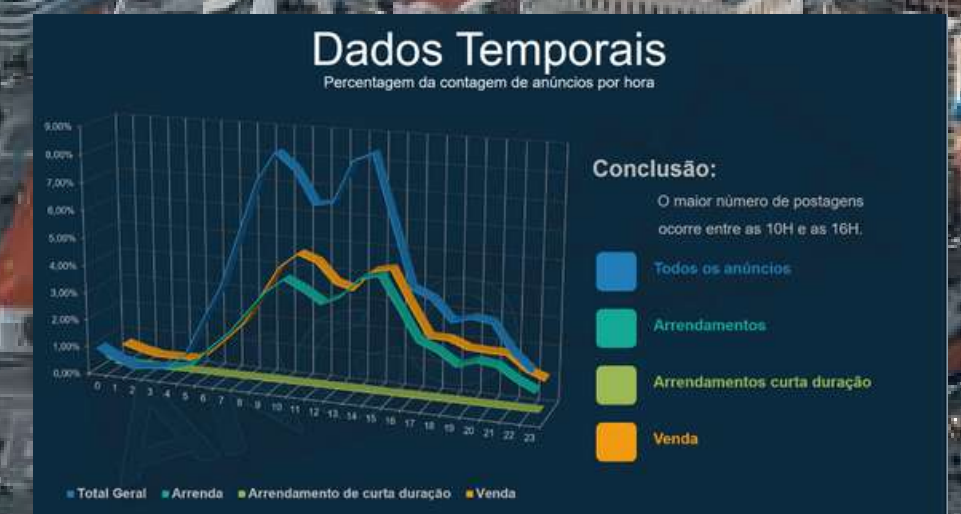 Dados Temporais
Percentagem da contagem de anúncios por hora
9,00%
8,00%
7,00%
6,00%
5,00%
4,00%
3,00%
2,00%
1,00%
0,00%
0 1 2 3 4 5 6 7 8 9 10 11 12 13 14 15 16 17 18 19 20 21 22 23
Total Geral Arrenda Arrendamento de curta duração Venda
Conclusão:
O maior número de postagens
ocorre entre as 10H e as 16H.
Todos os anúncios
Arrendamentos
Arrendamentos curta duração
Venda